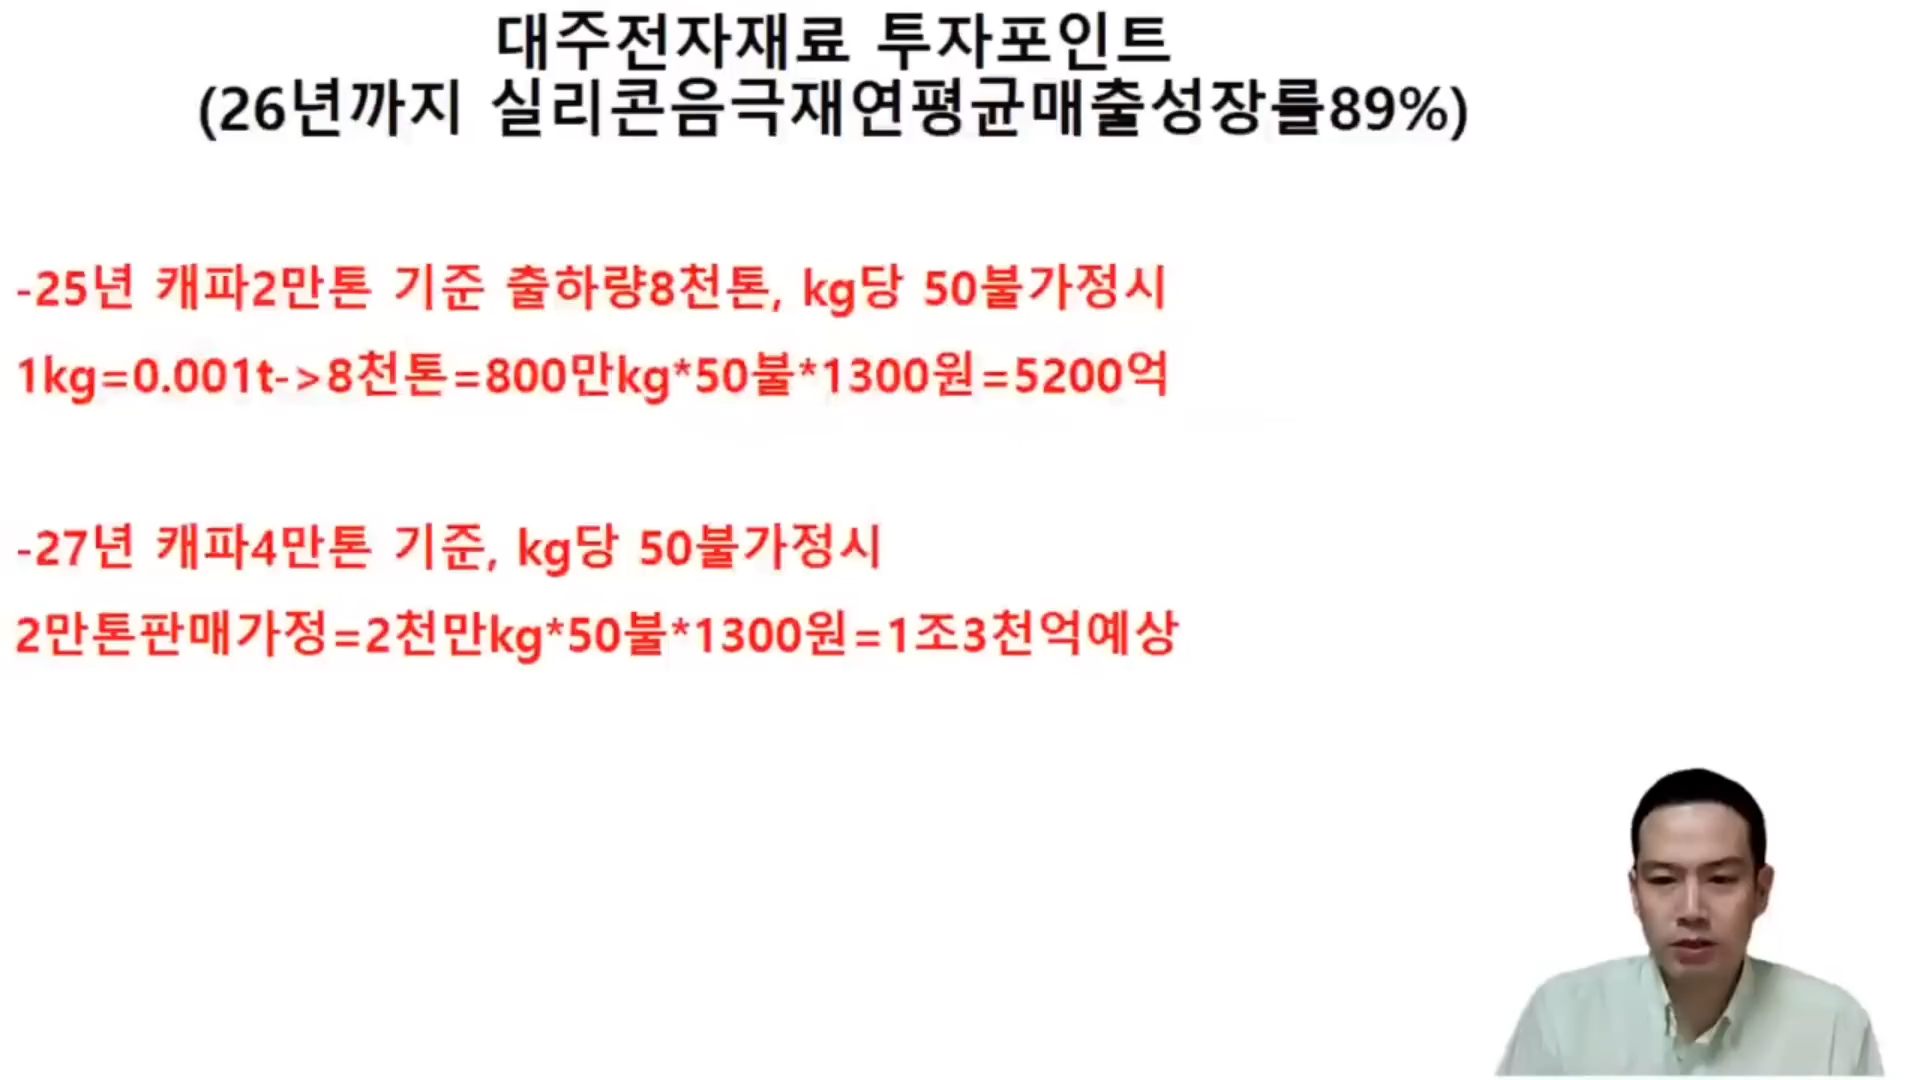 대주전자재료 투자포인트
(26년까지 실리콘음극재연평균매출성장률89%)
-25년 캐파2만톤 기준 출하량8천톤, kg당 50불가정시
1kg=0.001t->8천톤=800만kg*50불*1300원=5200억
-27년 캐파4만톤 기준, kg당 50불가정시
2만톤판매가정=2천만kg*50불*1300원=1조3천억예상